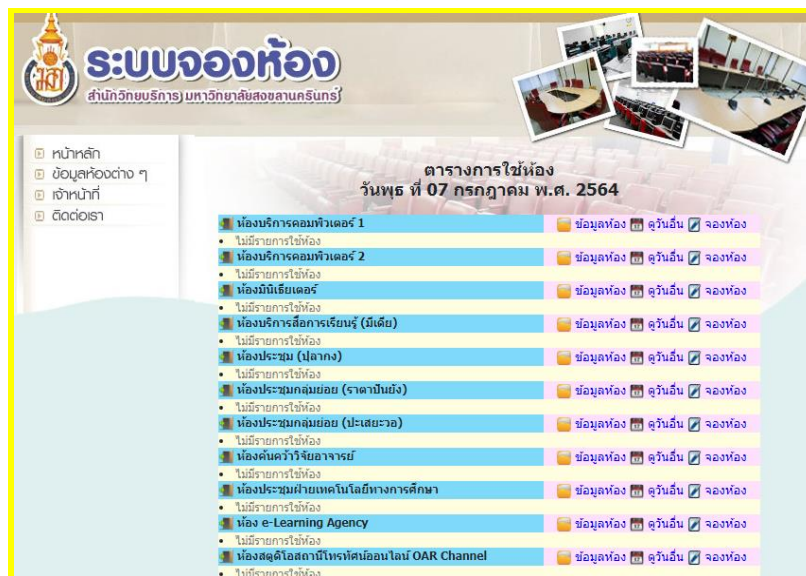 ระบบจองห้อง
สำนักวิทยบริการ มหาวิทยาลัยสงขลานครินทร์
หน้าหลัก
ข้อมูลห้องต่าง ๆ
เจ้าหน้าที่
ติดต่อเรา
ตารางการใช้ห้อง
วันพุธ ที่ 07 กรกฎาคม พ.ศ. 2564
ห้องบริการคอมพิวเตอร์ 1 ข้อมูลห้อง ดูวันอื่น จองห้อง
• ไม่มีรายการใช้ห้อง
ห้องบริการคอมพิวเตอร์ 2 ข้อมูลห้อง ดูวันอื่น จองห้อง
• ไม่มีรายการใช้ห้อง
ห้องมินิเธียเตอร์ ข้อมูลห้อง ดูวันอื่น จองห้อง
• ไม่มีรายการใช้ห้อง
ห้องบริการสื่อการเรียนรู้ (มีเดีย) ข้อมูลห้อง ดูวันอื่น จองห้อง
• ไม่มีรายการใช้ห้อง
ห้องประชุม (ปุลากง) ข้อมูลห้อง ดูวันอื่น จองห้อง
• ไม่มีรายการใช้ห้อง
ห้องประชุมกลุ่มย่อย (ราตาปันยัง) ข้อมูลห้อง ดูวันอื่น จองห้อง
• ไม่มีรายการใช้ห้อง
ห้องประชุมกลุ่มย่อย (ปะเสยะวอ) ข้อมูลห้อง ดูวันอื่น จองห้อง
• ไม่มีรายการใช้ห้อง
ห้องค้นคว้าวิจัยอาจารย์ ข้อมูลห้อง ดูวันอื่น จองห้อง
• ไม่มีรายการใช้ห้อง
ห้องประชุมฝ่ายเทคโนโลยีทางการศึกษา ข้อมูลห้อง ดูวันอื่น จองห้อง
• ไม่มีรายการใช้ห้อง
ห้อง e-Learning Agency ข้อมูลห้อง ดูวันอื่น จองห้อง
• ไม่มีรายการใช้ห้อง
ห้องสตูดิโอสถานีโทรทัศน์ออนไลน์ OAR Channel ข้อมูลห้อง ดูวันอื่น จองห้อง
• ไม่มีรายการใช้ห้อง